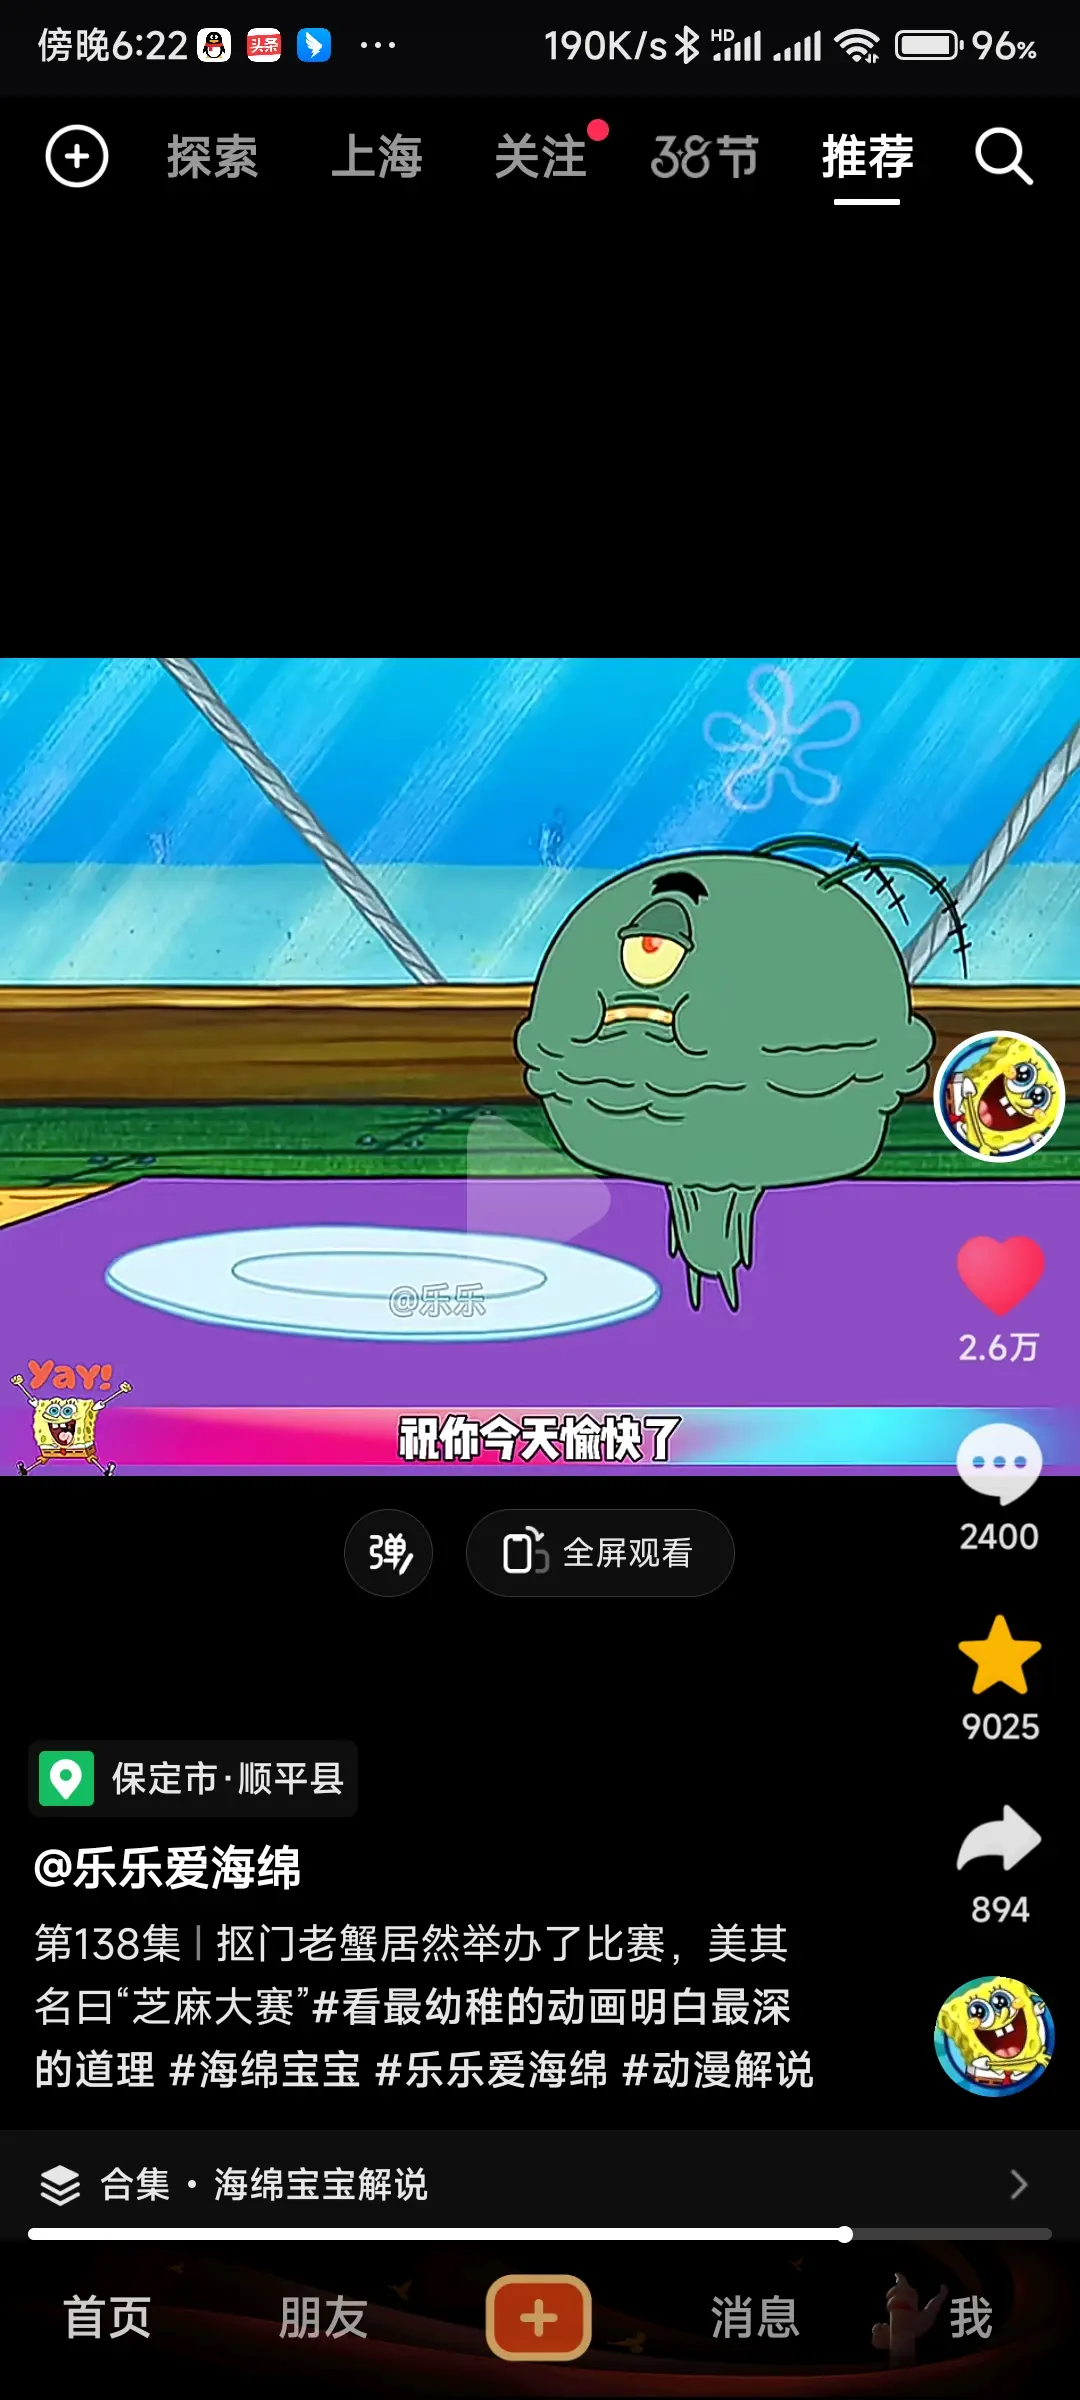 傍晚6:22 头条 ··· 190K/s HD 96%
探索 上海 关注 38节 推荐
@乐乐
Yay!
祝你今天愉快了
2.6万
2400
弹 全屏观看
9025
保定市·顺平县
894
@乐乐爱海绵
第138集 | 抠门老蟹居然举办了比赛，美其
名曰“芝麻大赛”#看最幼稚的动画明白最深
的道理 #海绵宝宝 #乐乐爱海绵 #动漫解说
合集 · 海绵宝宝解说
首页 朋友 消息 我